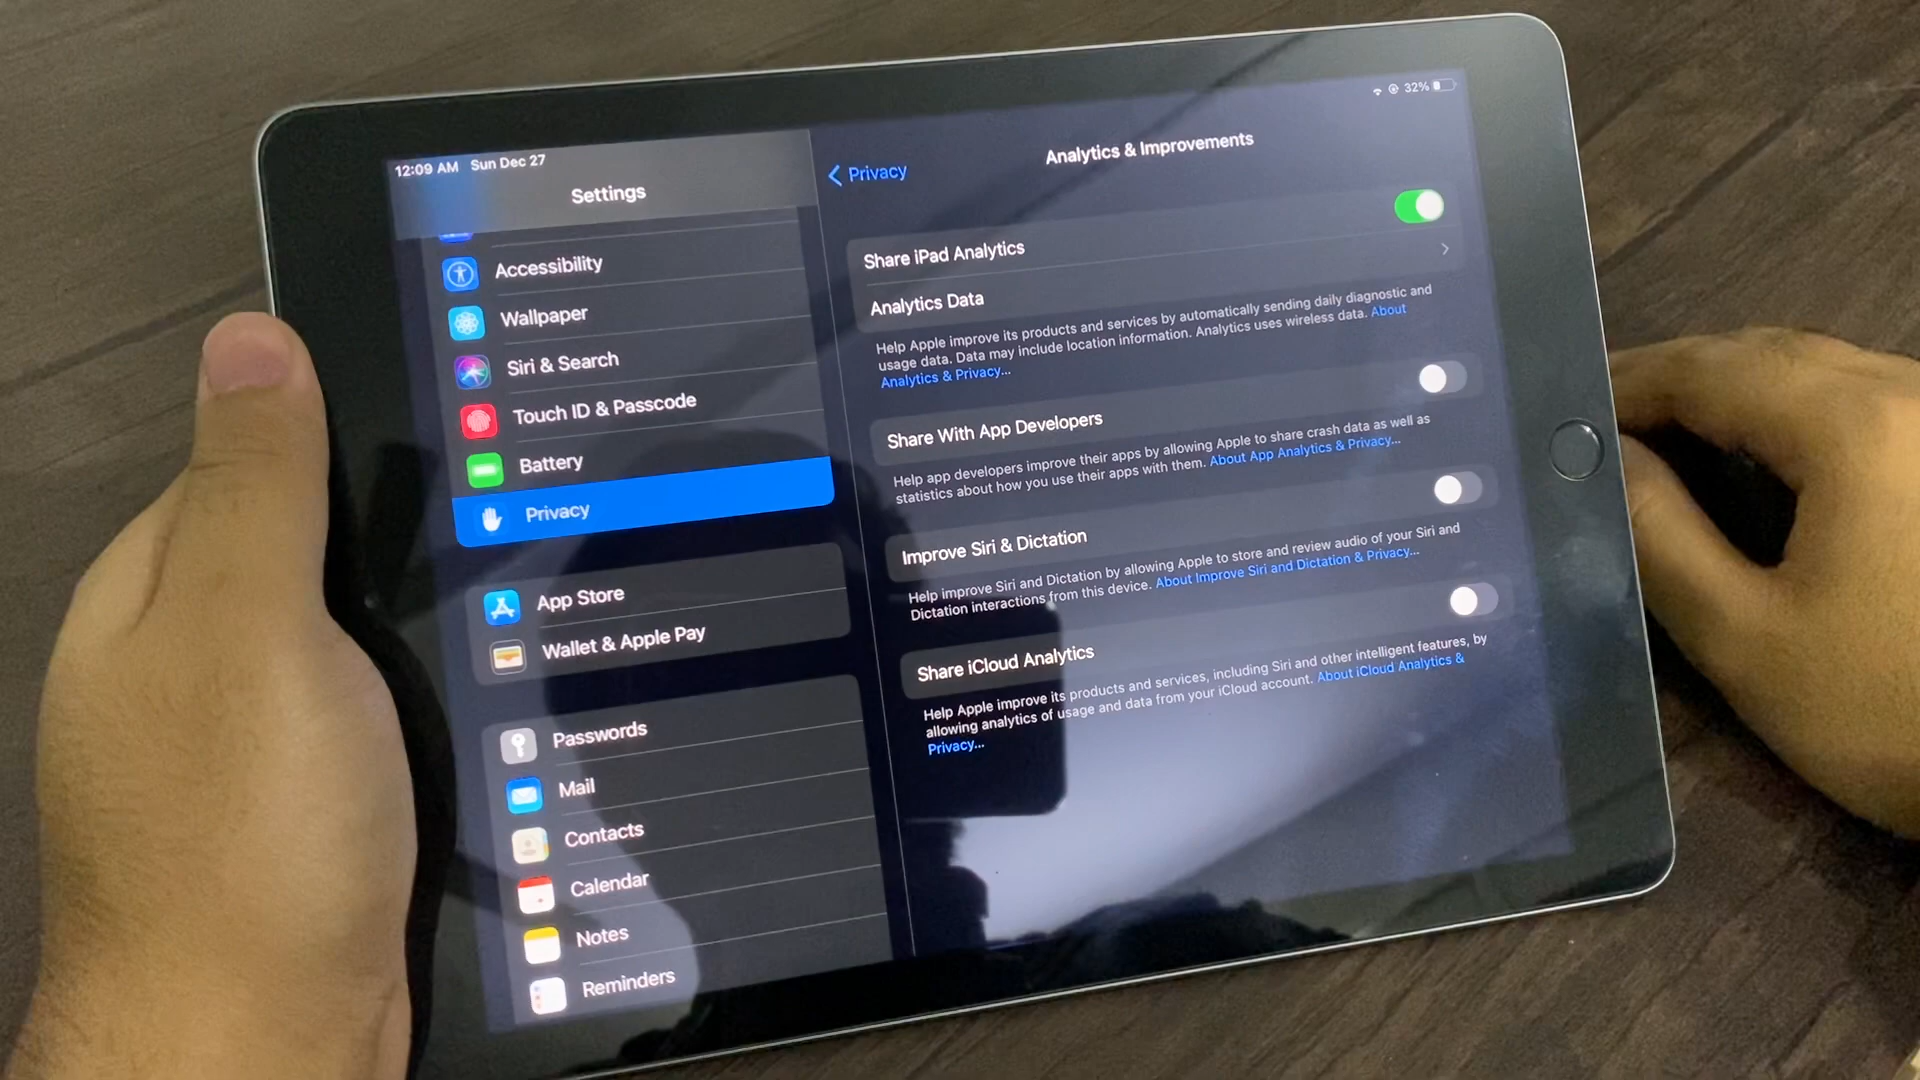 12:09 AM Sun Dec 27
32%
Settings
Accessibility
Wallpaper
Siri & Search
Touch ID & Passcode
Battery
Privacy
App Store
Wallet & Apple Pay
Passwords
Mail
Contacts
Calendar
Notes
Reminders
Privacy
Analytics & Improvements
Share iPad Analytics
Analytics Data
Help Apple improve its products and services by automatically sending daily diagnostic and
usage data. Data may include location information. Analytics uses wireless data. About
Analytics & Privacy...
Share With App Developers
Help app developers improve their apps by allowing Apple to share crash data as well as
statistics about how you use their apps with them. About App Analytics & Privacy...
Improve Siri & Dictation
Help improve Siri and Dictation by allowing Apple to store and review audio of your Siri and
Dictation interactions from this device. About Improve Siri and Dictation & Privacy...
Share iCloud Analytics
Help Apple improve its products and services, including Siri and other intelligent features, by
allowing analytics of usage and data from your iCloud account. About iCloud Analytics &
Privacy...